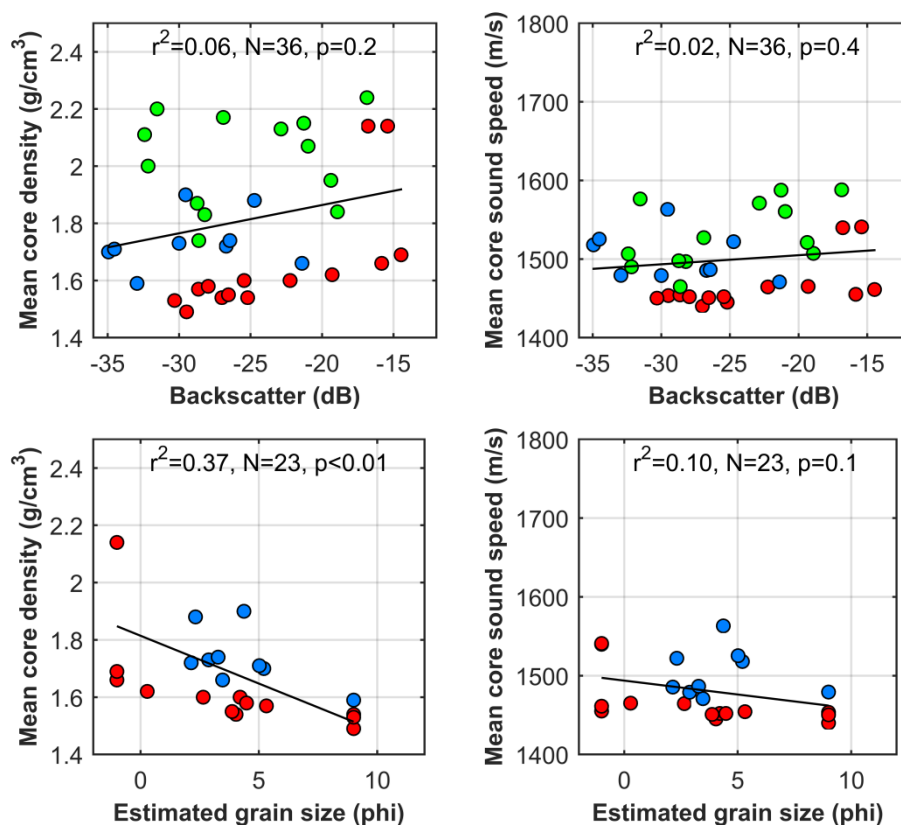 r²=0.06, N=36, p=0.2
Mean core density (g/cm³)
2.4
2.2
2
1.8
1.6
1.4
-35 -30 -25 -20 -15
Backscatter (dB)
r²=0.02, N=36, p=0.4
Mean core sound speed (m/s)
1800
1700
1600
1500
1400
-35 -30 -25 -20 -15
Backscatter (dB)
r²=0.37, N=23, p<0.01
Mean core density (g/cm³)
2.4
2.2
2
1.8
1.6
1.4
0 5 10
Estimated grain size (phi)
r²=0.10, N=23, p=0.1
Mean core sound speed (m/s)
1800
1700
1600
1500
1400
0 5 10
Estimated grain size (phi)